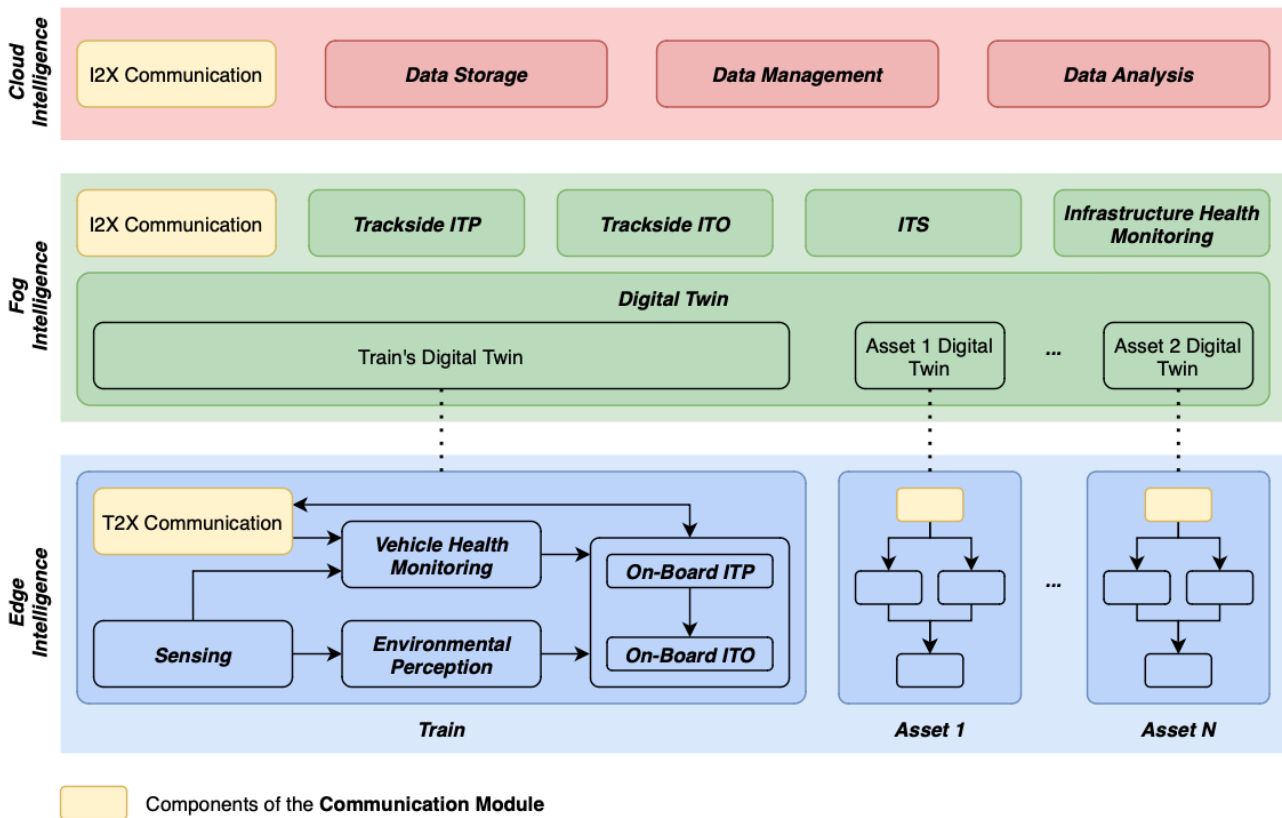 Cloud
Intelligence
I2X Communication
Data Storage
Data Management
Data Analysis
Fog
Intelligence
I2X Communication
Trackside ITP
Trackside ITO
ITS
Infrastructure Health
Monitoring
Digital Twin
Train's Digital Twin
Asset 1 Digital
Twin
...
Asset 2 Digital
Twin
Edge
Intelligence
T2X Communication
Vehicle Health
Monitoring
On-Board ITP
Sensing
Environmental
Perception
On-Board ITO
...
Train
Asset 1
Asset N
Components of the Communication Module